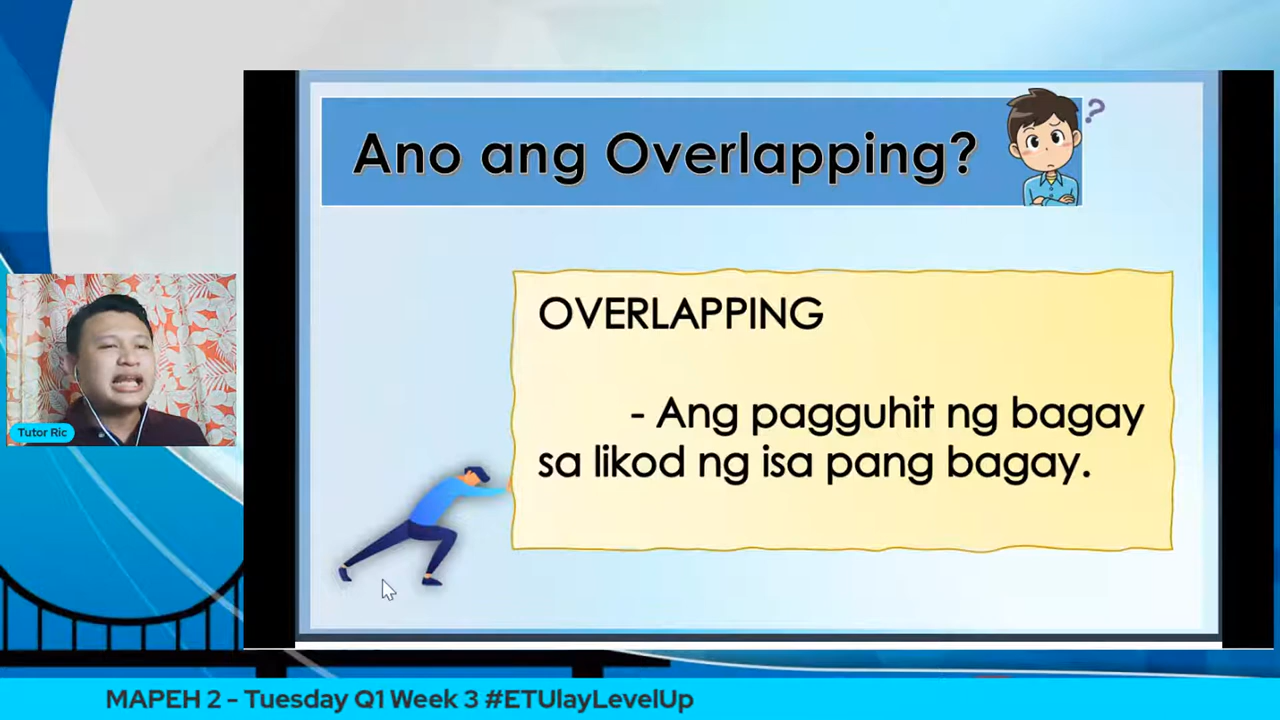 Ano ang Overlapping?
?
OVERLAPPING
- Ang pagguhit ng bagay
sa likod ng isa pang bagay.
Tutor Ric
MAPEH 2 - Tuesday Q1 Week 3 #ETUlayLevelUp